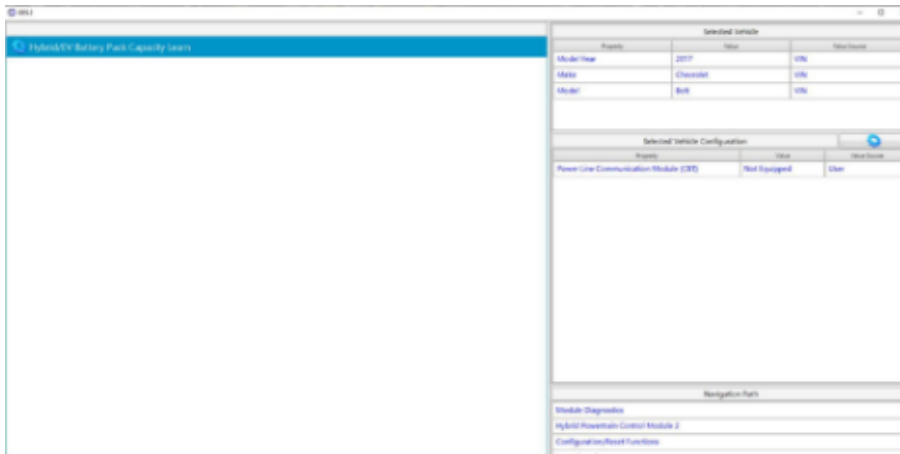 GDS 2
Hybrid/EV Battery Pack Capacity Learn
Selected Vehicle
Property Value Value Source
Model Year 2017 VIN
Make Chevrolet VIN
Model Bolt VIN
Selected Vehicle Configuration
Property Value Value Source
Power Line Communication Module (CBT) Not Equipped User
Navigation Path
Module Diagnostics
Hybrid Powertrain Control Module 2
Configuration/Reset Functions